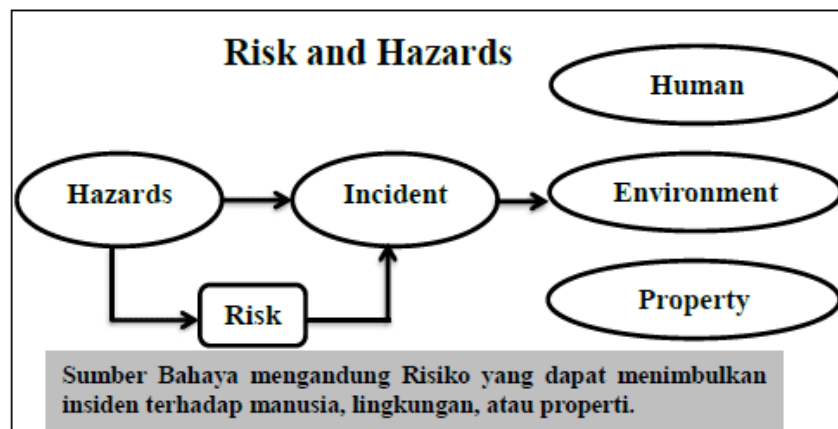 Risk and Hazards
Human
Hazards
Incident
Environment
Risk
Property
Sumber Bahaya mengandung Risiko yang dapat menimbulkan
insiden terhadap manusia, lingkungan, atau properti.